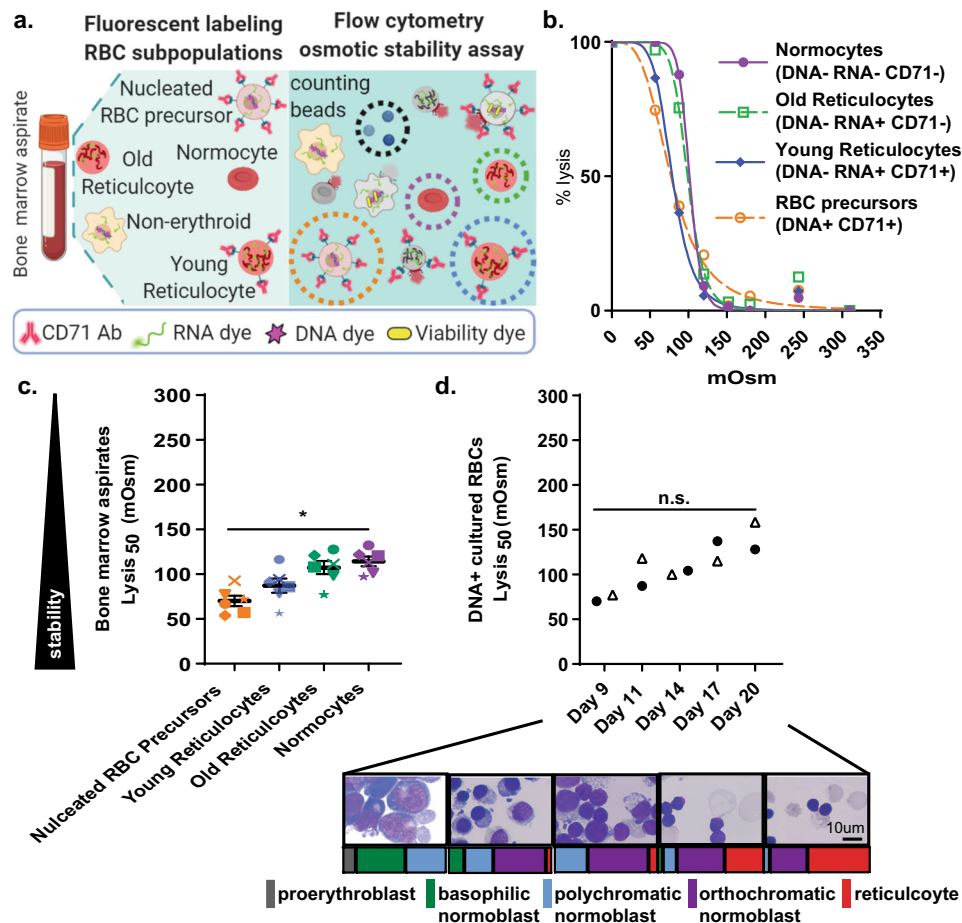 a.
Fluorescent labeling
RBC subpopulations
Flow cytometry
osmotic stability assay
Bone marrow aspirate
Nucleated
RBC precursor
Old
Reticulcoyte
Normocyte
Non-erythroid
Young
Reticulocyte
counting
beads
CD71 Ab
RNA dye
DNA dye
Viability dye
b.
% lysis
100
50
0
0
50
100
150
200
250
300
350
mOsm
Normocytes
(DNA- RNA- CD71-)
Old Reticulocytes
(DNA- RNA+ CD71-)
Young Reticulocytes
(DNA- RNA+ CD71+)
RBC precursors
(DNA+ CD71+)
c.
stability
Bone marrow aspirates
Lysis 50 (mOsm)
300
250
200
150
100
50
0
*
Nulceated RBC Precursors
Young Reticulocytes
Old Reticulcoytes
Normocytes
d.
DNA+ cultured RBCs
Lysis 50 (mOsm)
300
250
200
150
100
50
0
n.s.
Day 9
Day 11
Day 14
Day 17
Day 20
10um
proerythroblast
basophilic
normoblast
polychromatic
normoblast
orthochromatic
normoblast
reticulcoyte